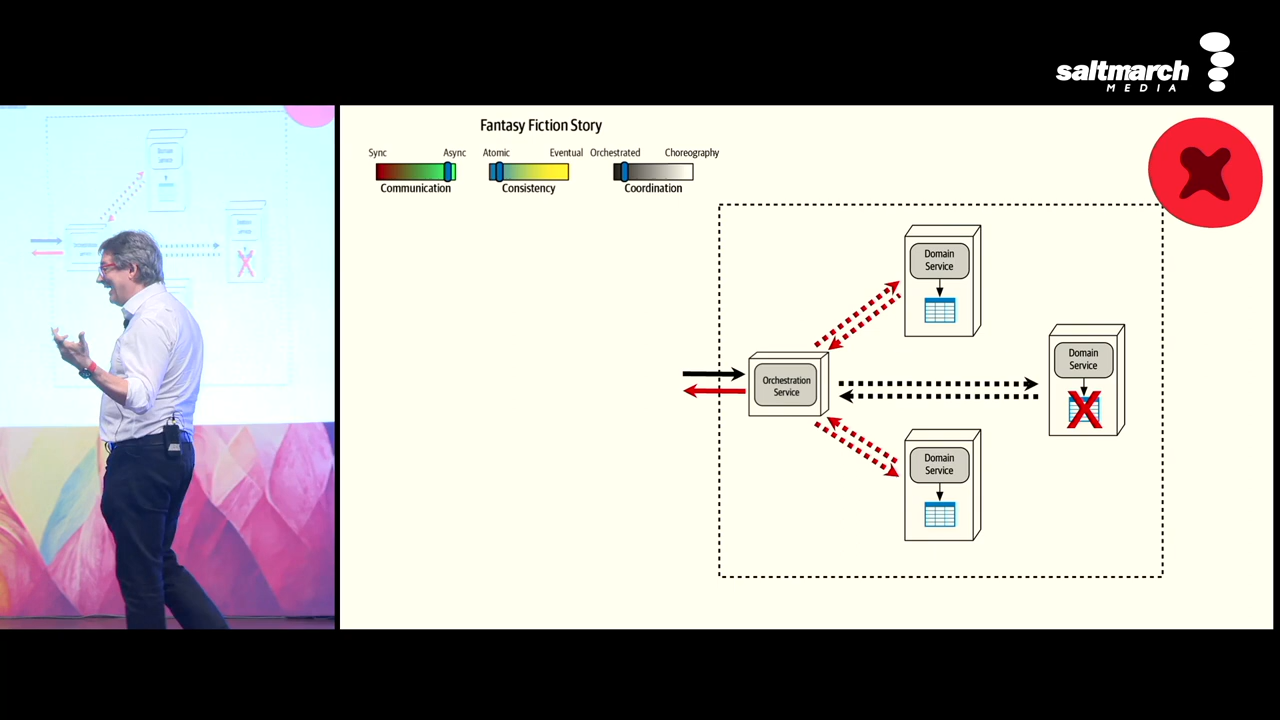 saltmarch
MEDIA
Fantasy Fiction Story
Sync
Async
Atomic
Eventual
Orchestrated
Choreography
Communication
Consistency
Coordination
Domain
Service
Domain
Service
Orchestration
Service
Domain
Service